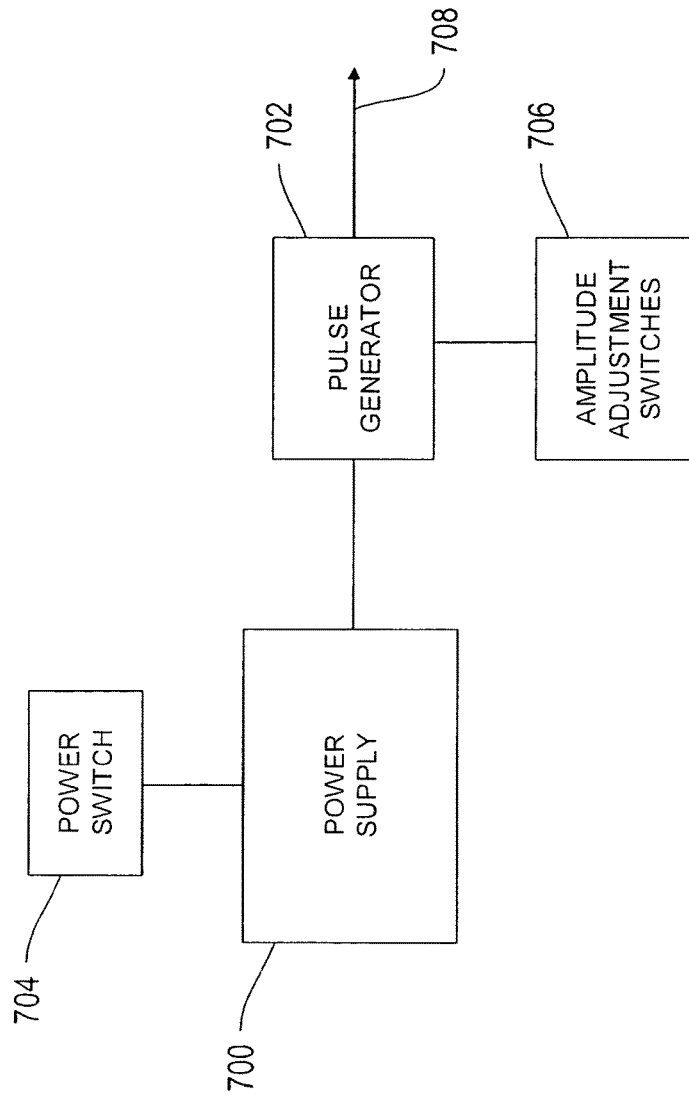 704
POWER
SWITCH
700
POWER
SUPPLY
702
PULSE
GENERATOR
708
706
AMPLITUDE
ADJUSTMENT
SWITCHES